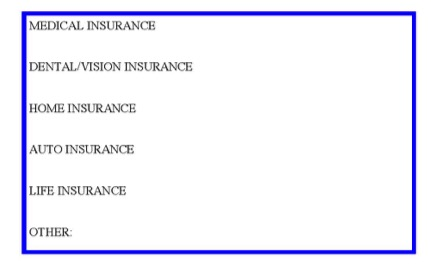 MEDICAL INSURANCE
DENTAL/VISION INSURANCE
HOME INSURANCE
AUTO INSURANCE
LIFE INSURANCE
OTHER: